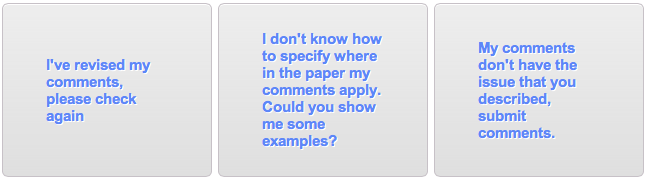 I've revised my
comments,
please check
again
I don't know how
to specify where
in the paper my
comments apply.
Could you show
me some
examples?
My comments
don't have the
issue that you
described,
submit
comments.